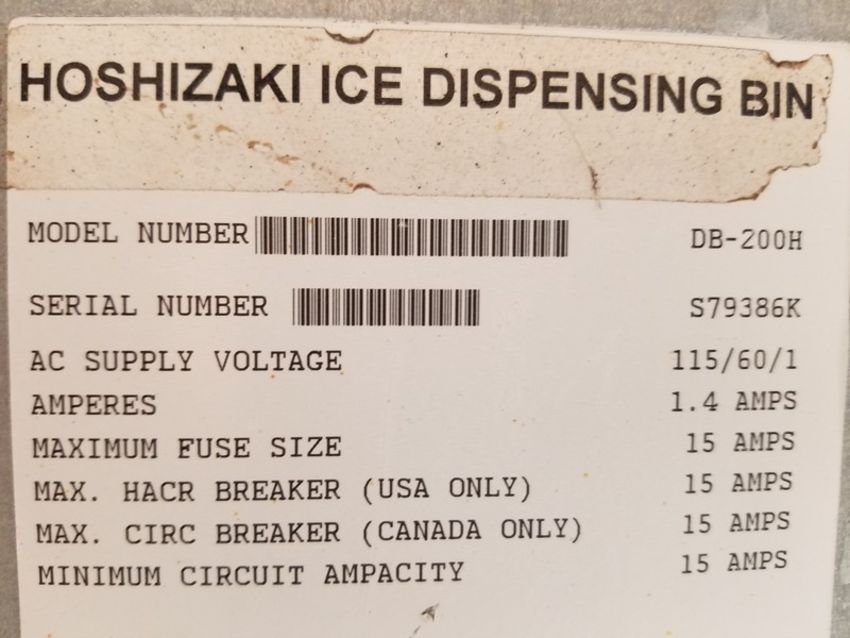 HOSHIZAKI ICE DISPENSING BIN
MODEL NUMBER DB-200H
SERIAL NUMBER S79386K
AC SUPPLY VOLTAGE 115/60/1
AMPERES 1.4 AMPS
MAXIMUM FUSE SIZE 15 AMPS
MAX. HACR BREAKER (USA ONLY) 15 AMPS
MAX. CIRC BREAKER (CANADA ONLY) 15 AMPS
MINIMUM CIRCUIT AMPACITY 15 AMPS